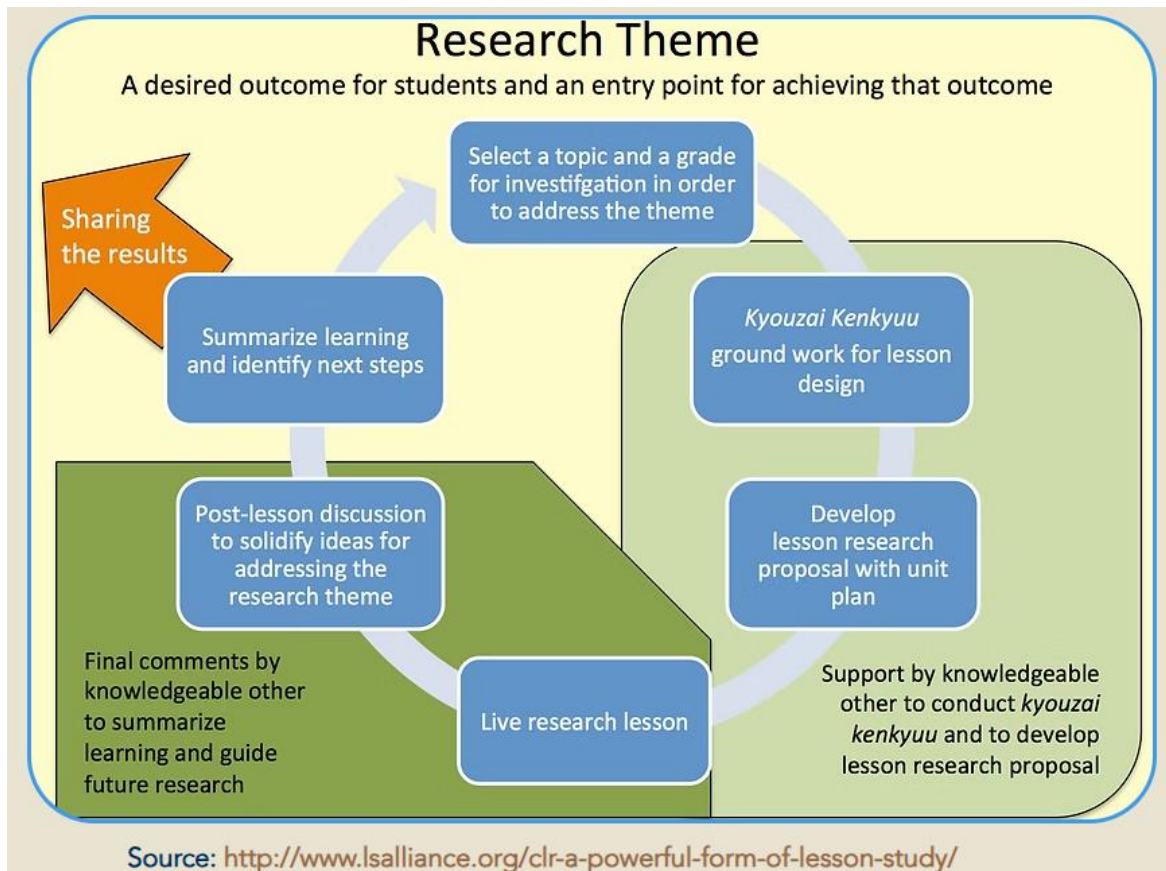 Research Theme
A desired outcome for students and an entry point for achieving that outcome
Select a topic and a grade
for investifgation in order
to address the theme
Sharing
the results
Kyouzai Kenkyuu
ground work for lesson
design
Summarize learning
and identify next steps
Develop
lesson research
proposal with unit
plan
Post-lesson discussion
to solidify ideas for
addressing the
research theme
Live research lesson
Final comments by
knowledgeable other
to summarize
learning and guide
future research
Support by knowledgeable
other to conduct kyouzai
kenkyuu and to develop
lesson research proposal
Source: http://www.lsalliance.org/clr-a-powerful-form-of-lesson-study/